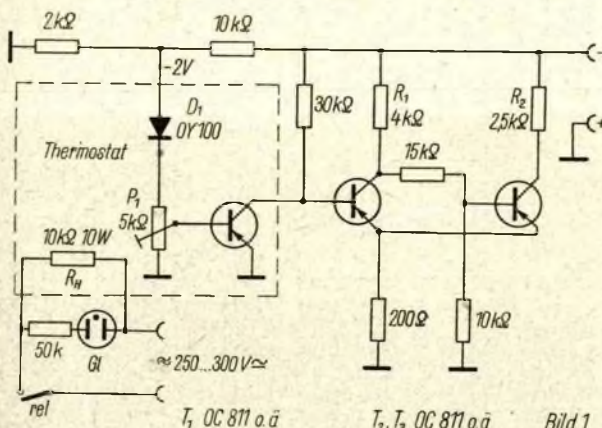 2kΩ
10kΩ
-2V
D₁
OY100
30kΩ
R₁
4kΩ
R₂
2,5kΩ
-
+
Thermostat
15kΩ
P₁
5kΩ
10kΩ 10W
R_H
50k
Gl
200Ω
10kΩ
≈250...300V≃
rel
T₁ OC 811 o.ä
T₂, T₃ OC 811 o.ä
Bild 1